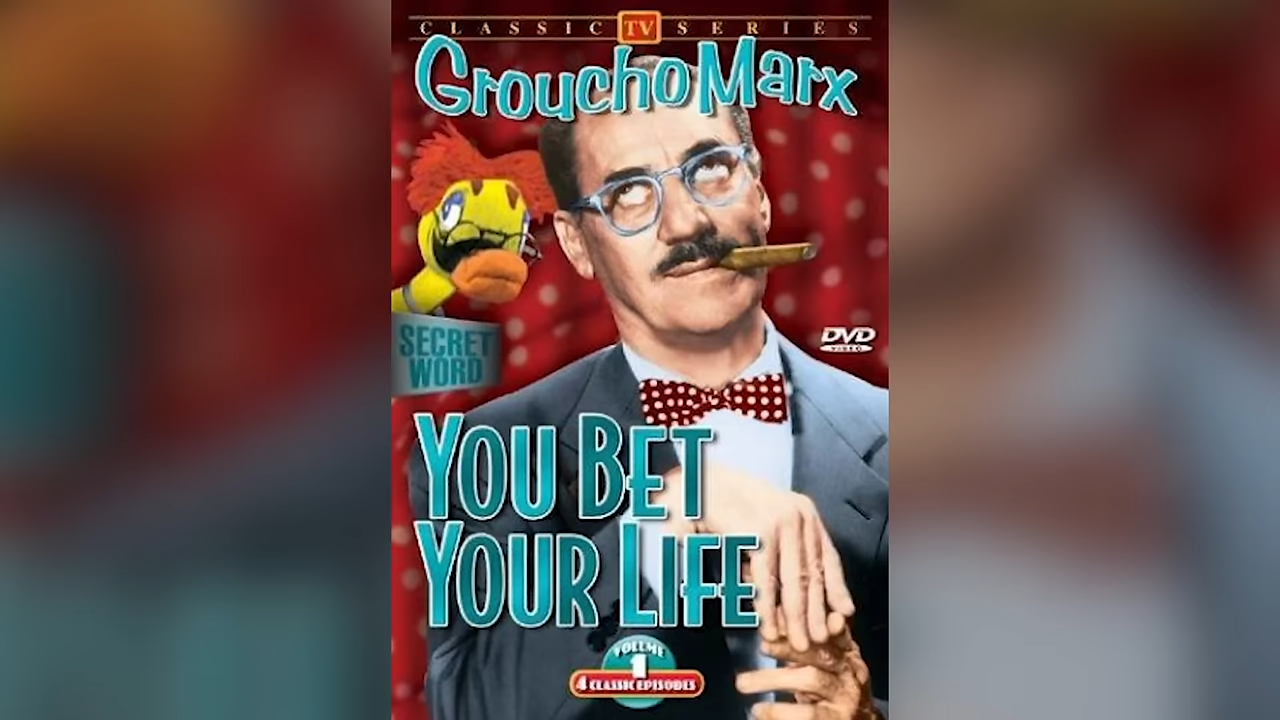 CLASSIC TV SERIES
Groucho Marx
SECRET
WORD
DVD
VIDEO
YOU BET
YOUR LIFE
VOLUME
1
4 CLASSIC EPISODES